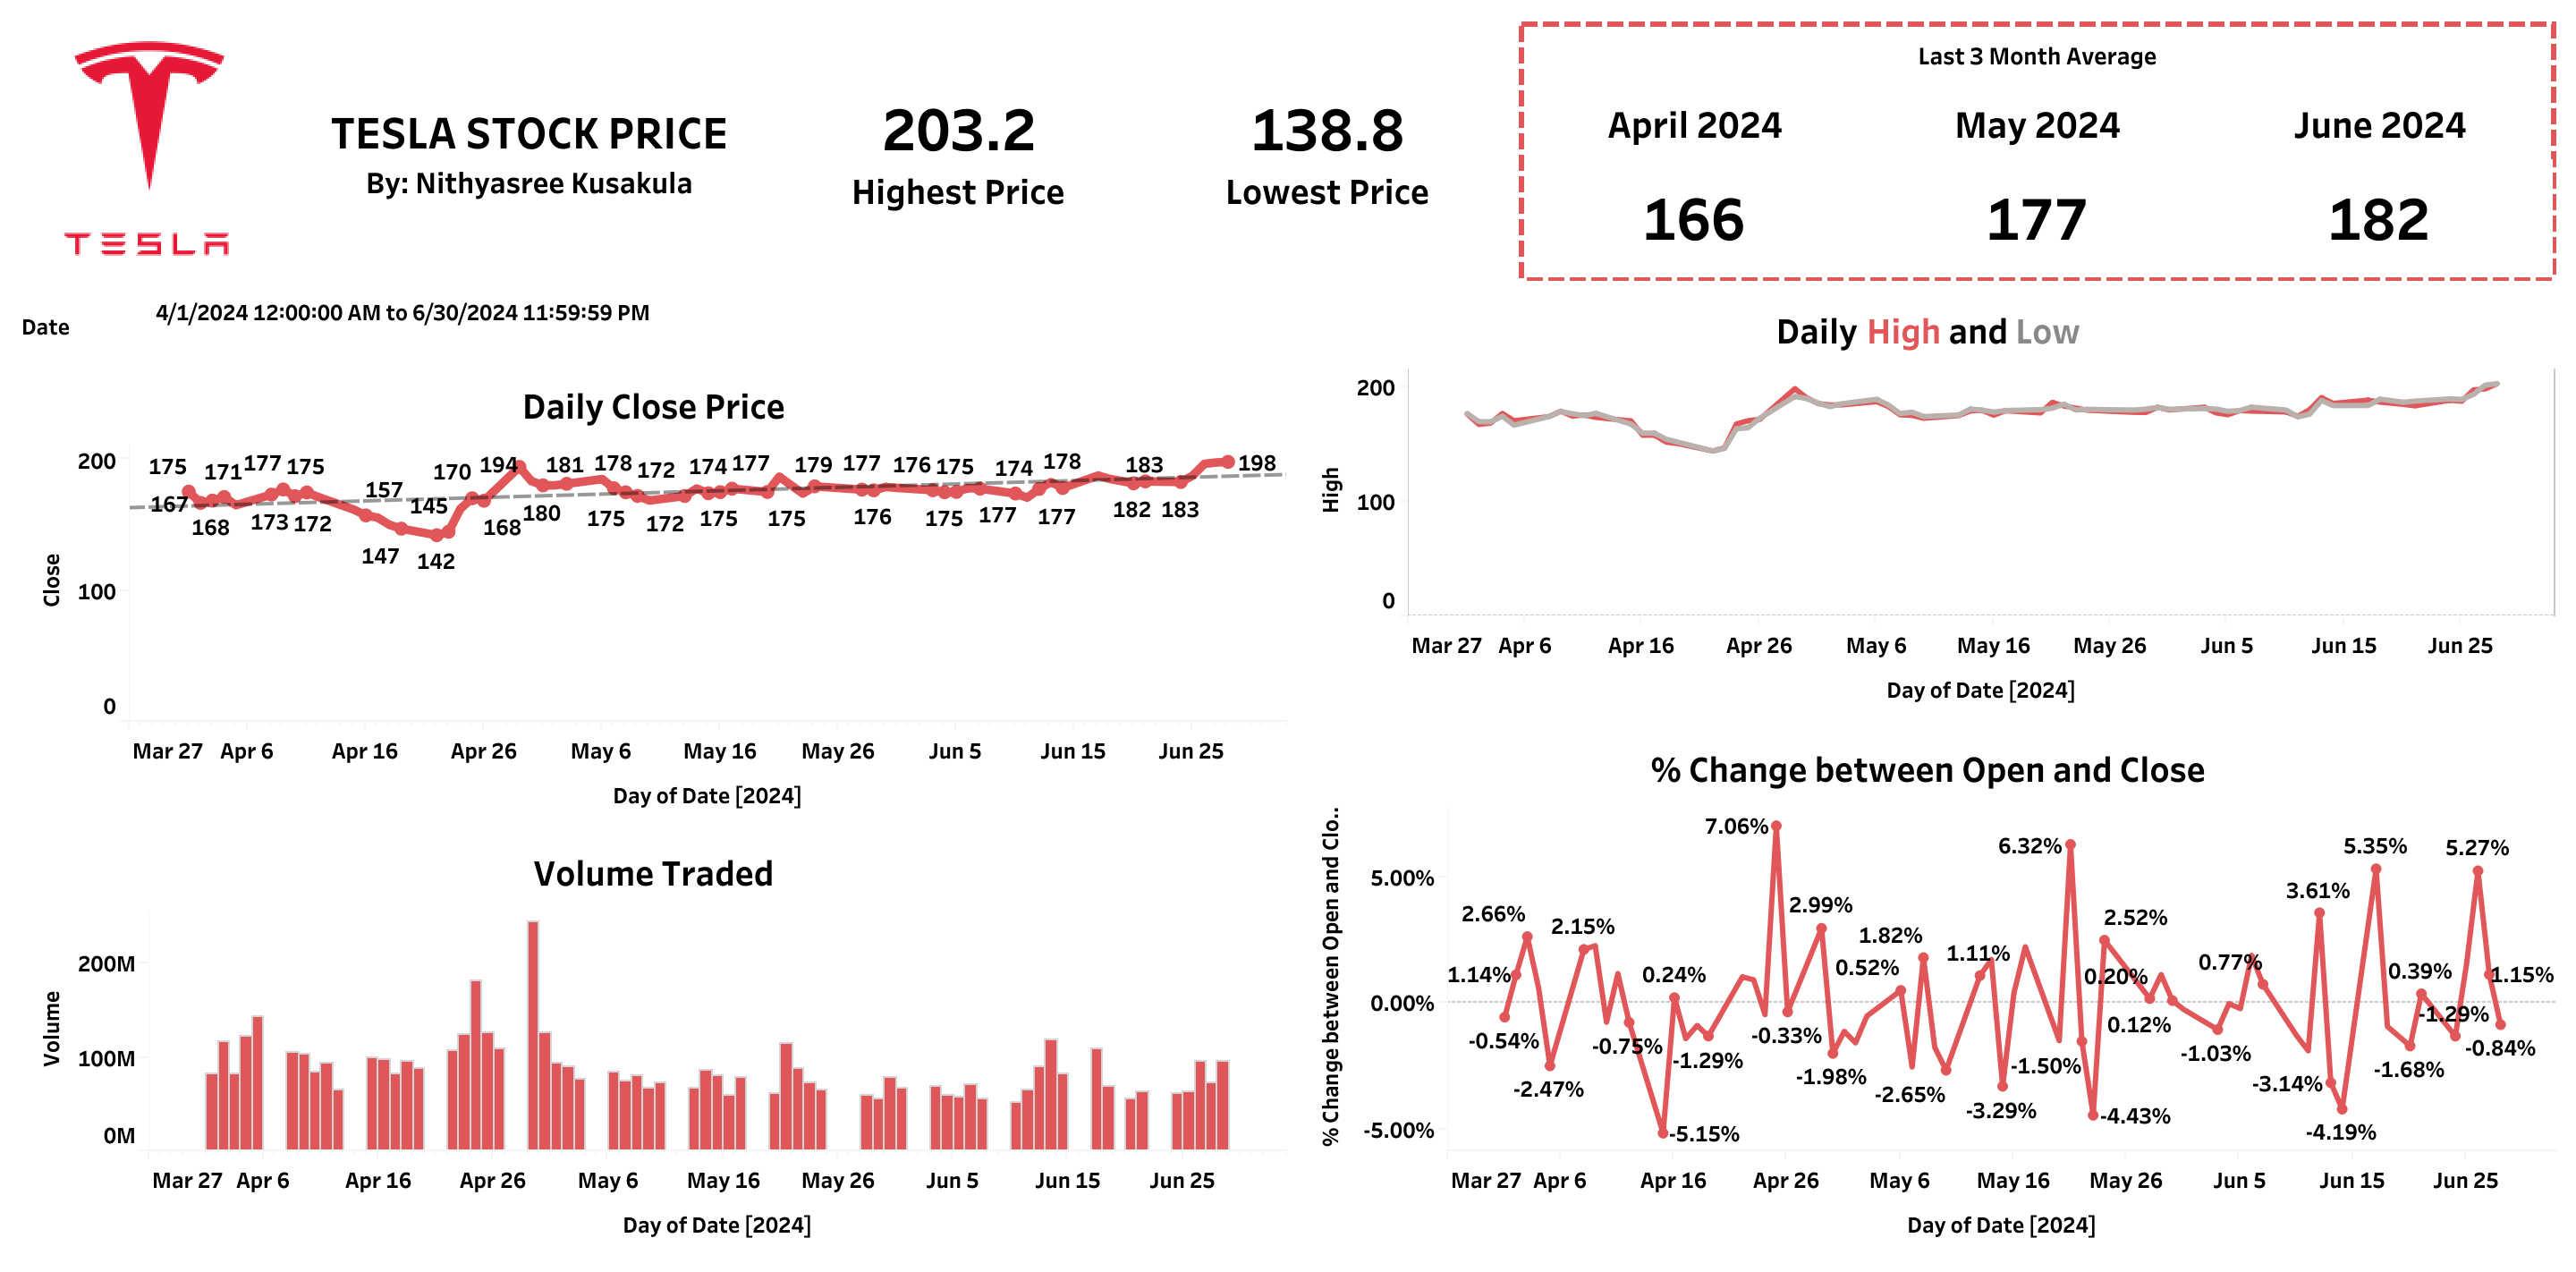 TESLA
TESLA STOCK PRICE
By: Nithyasree Kusakula
203.2
Highest Price
138.8
Lowest Price
Last 3 Month Average
April 2024 May 2024 June 2024
166 177 182
Date
4/1/2024 12:00:00 AM to 6/30/2024 11:59:59 PM
Daily Close Price
Close
200
100
0
175 171 177 175 157 170 194 181 178 172 174 177 179 177 176 175 174 178 183 198
167 168 173 172 147 145 142 168 180 175 172 175 175 176 175 177 177 182 183
Mar 27 Apr 6 Apr 16 Apr 26 May 6 May 16 May 26 Jun 5 Jun 15 Jun 25
Day of Date [2024]
Daily High and Low
High
200
100
0
Mar 27 Apr 6 Apr 16 Apr 26 May 6 May 16 May 26 Jun 5 Jun 15 Jun 25
Day of Date [2024]
Volume Traded
Volume
200M
100M
0M
Mar 27 Apr 6 Apr 16 Apr 26 May 6 May 16 May 26 Jun 5 Jun 15 Jun 25
Day of Date [2024]
% Change between Open and Close
% Change between Open and Clo..
5.00%
0.00%
-5.00%
7.06% 6.32% 5.35% 5.27%
2.66% 2.15% 2.99% 1.82% 2.52% 3.61%
1.14% 0.24% 0.52% 1.11% 0.20% 0.77% 0.39% 1.15%
-0.54% -0.75% -0.33% 0.12% -1.29% -0.84%
-2.47% -1.29% -1.98% -2.65% -1.50% -1.03% -3.14% -1.68%
-5.15% -3.29% -4.43% -4.19%
Mar 27 Apr 6 Apr 16 Apr 26 May 6 May 16 May 26 Jun 5 Jun 15 Jun 25
Day of Date [2024]